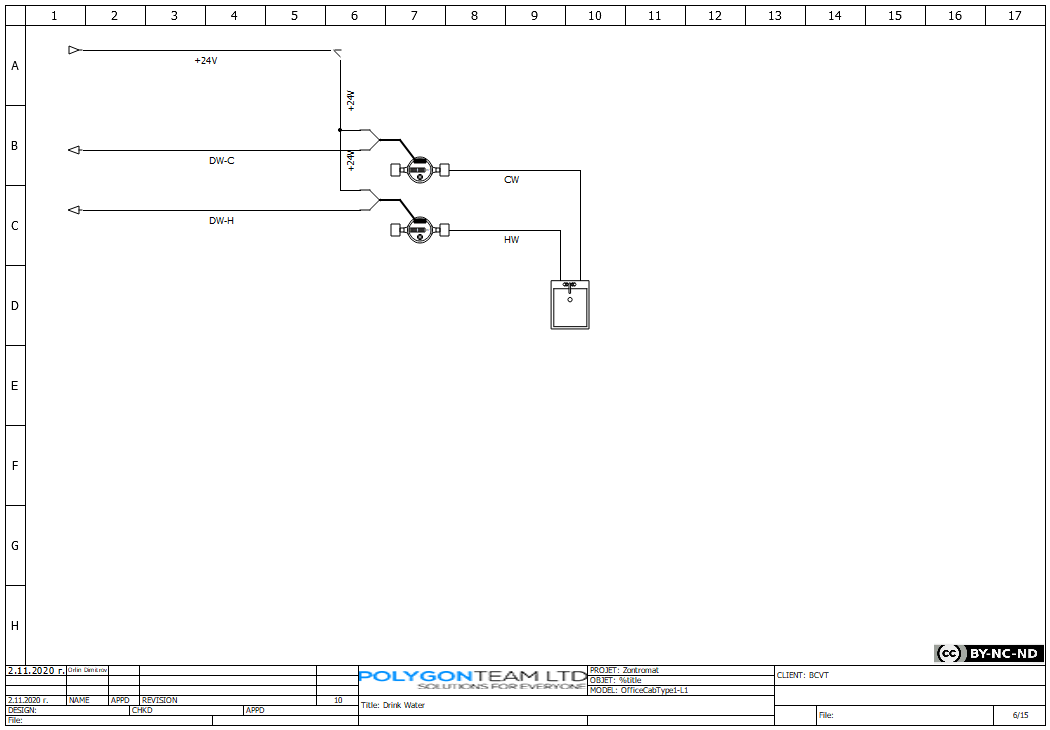 1 2 3 4 5 6 7 8 9 10 11 12 13 14 15 16 17
A
+24V
+24V
B
DW-C
+24V
CW
C
DW-H
HW
D
E
F
G
H
(cc) BY-NC-ND
2.11.2020 г. Orlin Dimitrov
2.11.2020 г. NAME APPD REVISION 10
DESIGN: CHKD APPD
File:
POLYGONTEAM LTD
SOLUTIONS FOR EVERYONE
Title: Drink Water
PROJET: Zontromat
OBJET: %title
MODEL: OfficeCabType1-L1
CLIENT: BCVT
File: 6/15